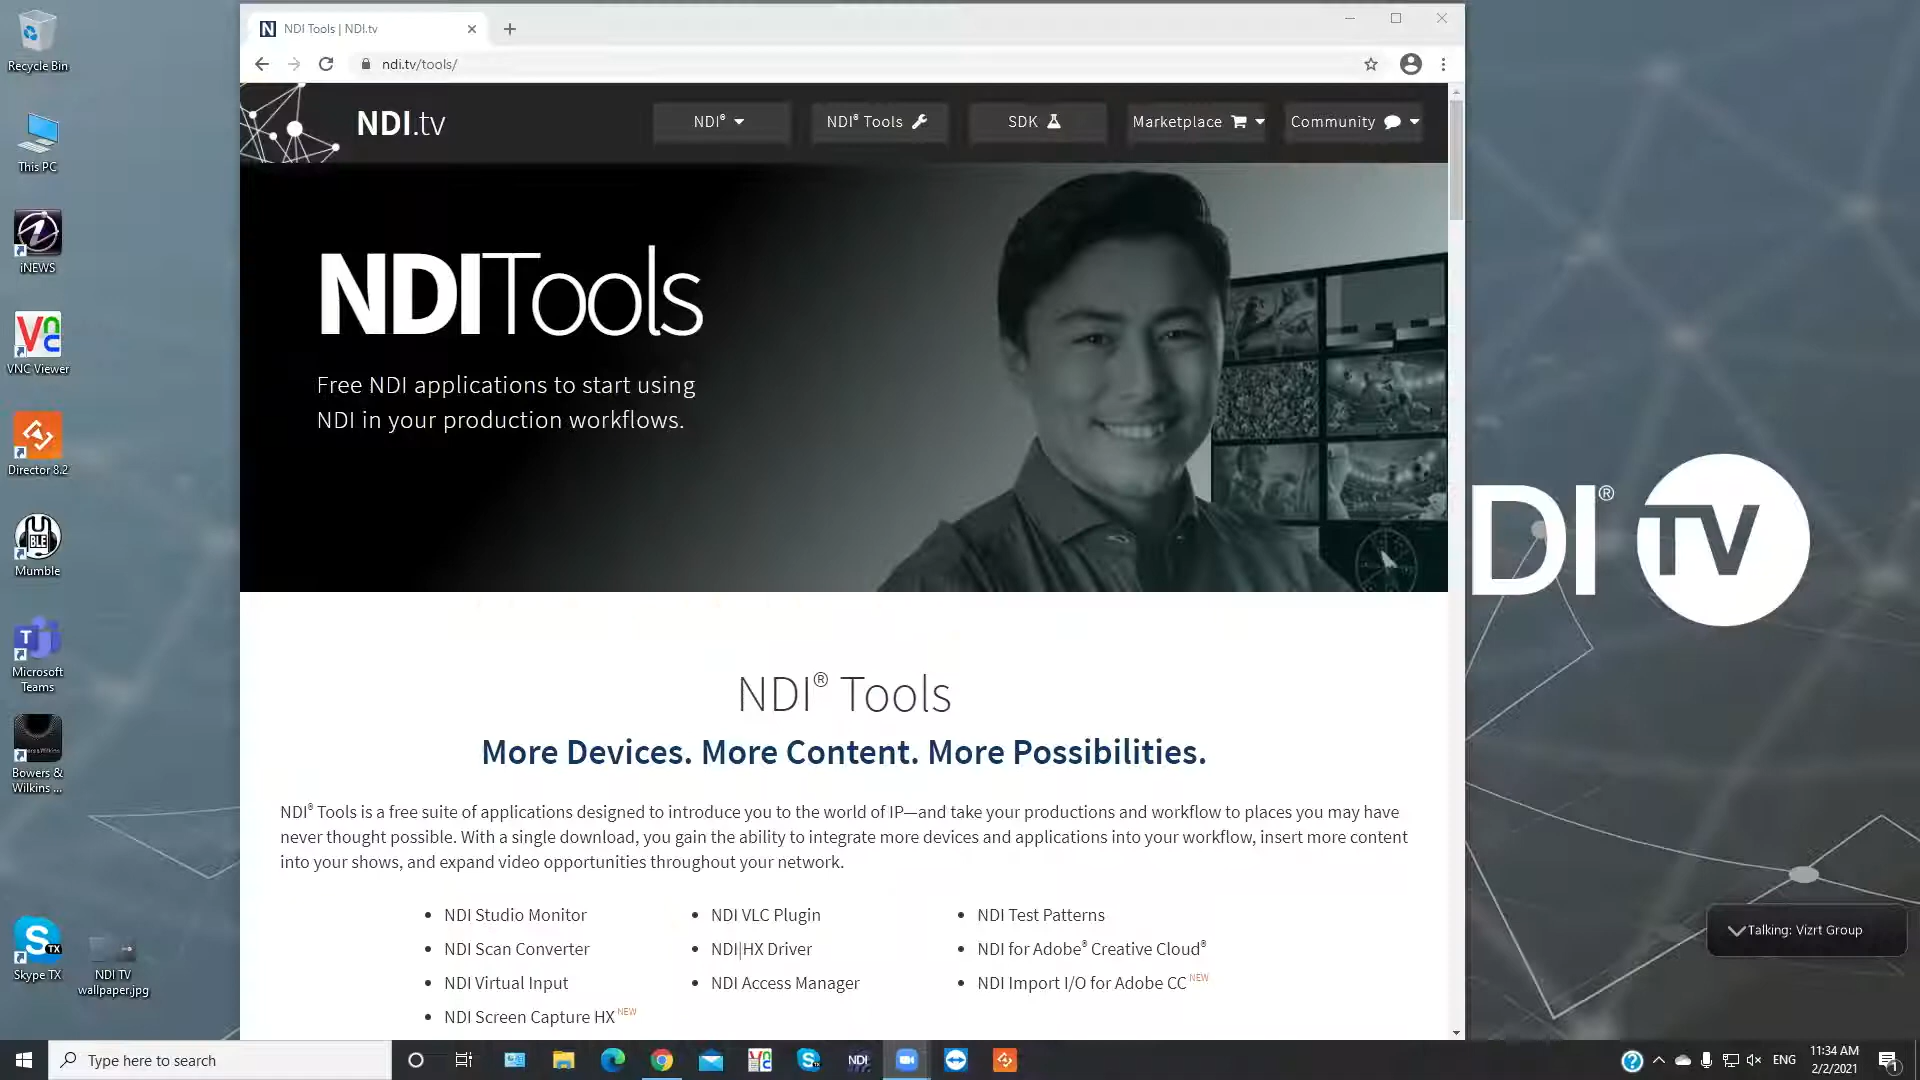 Recycle Bin
This PC
iNEWS
VNC Viewer
Director 8.2
Mumble
Microsoft
Teams
Bowers &
Wilkins ...
Skype TX
NDI TV
wallpaper.jpg
NDI Tools | NDI.tv
ndi.tv/tools/
NDI.tv
NDI®
NDI® Tools
SDK
Marketplace
Community
NDITools
Free NDI applications to start using
NDI in your production workflows.
NDI® Tools
More Devices. More Content. More Possibilities.
NDI® Tools is a free suite of applications designed to introduce you to the world of IP—and take your productions and workflow to places you may have
never thought possible. With a single download, you gain the ability to integrate more devices and applications into your workflow, insert more content
into your shows, and expand video opportunities throughout your network.
• NDI Studio Monitor
• NDI Scan Converter
• NDI Virtual Input
• NDI Screen Capture HX NEW
• NDI VLC Plugin
• NDI|HX Driver
• NDI Access Manager
• NDI Test Patterns
• NDI for Adobe® Creative Cloud®
• NDI Import I/O for Adobe CC NEW
DI® TV
Talking: Vizrt Group
Type here to search
NDI
ENG
11:34 AM
2/2/2021
1